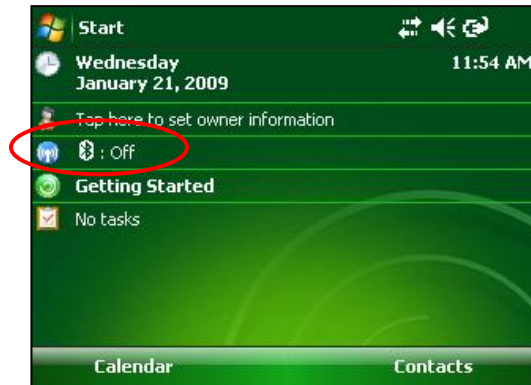 Start
Wednesday 11:54 AM
January 21, 2009
Tap here to set owner information
: Off
Getting Started
No tasks
Calendar Contacts